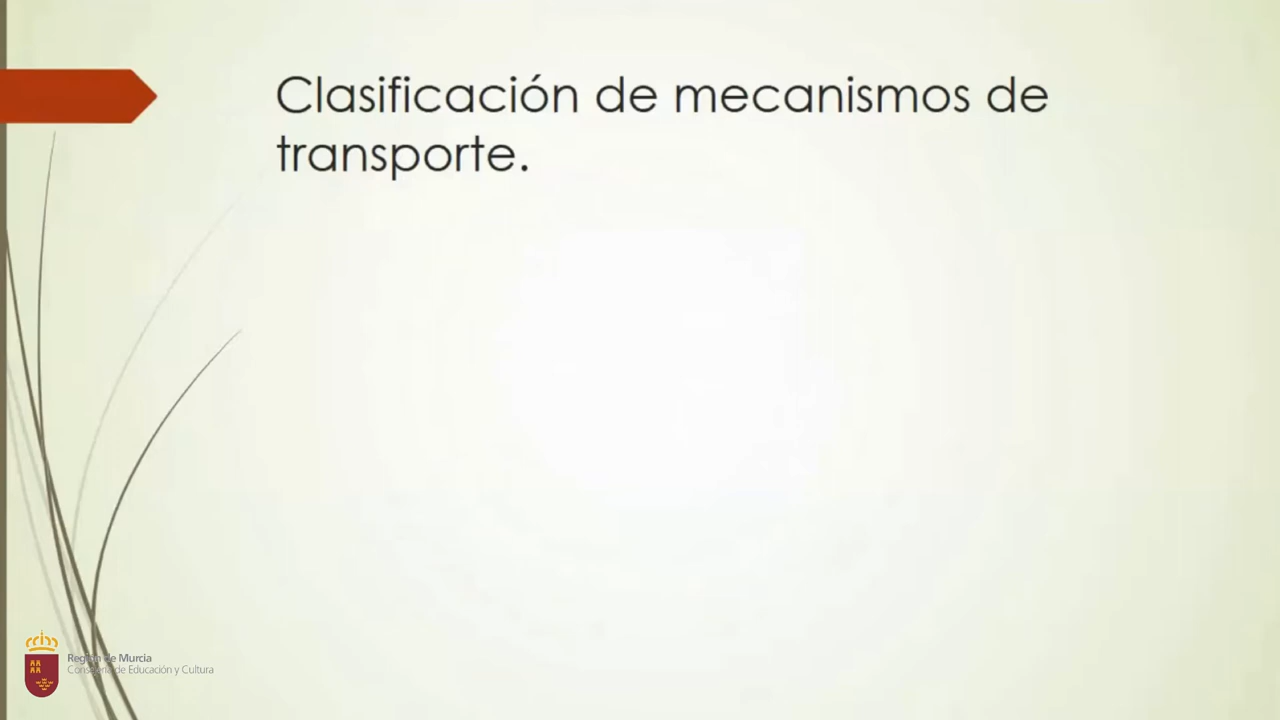 Clasificación de mecanismos de
transporte.
Región de Murcia
Consejería de Educación y Cultura